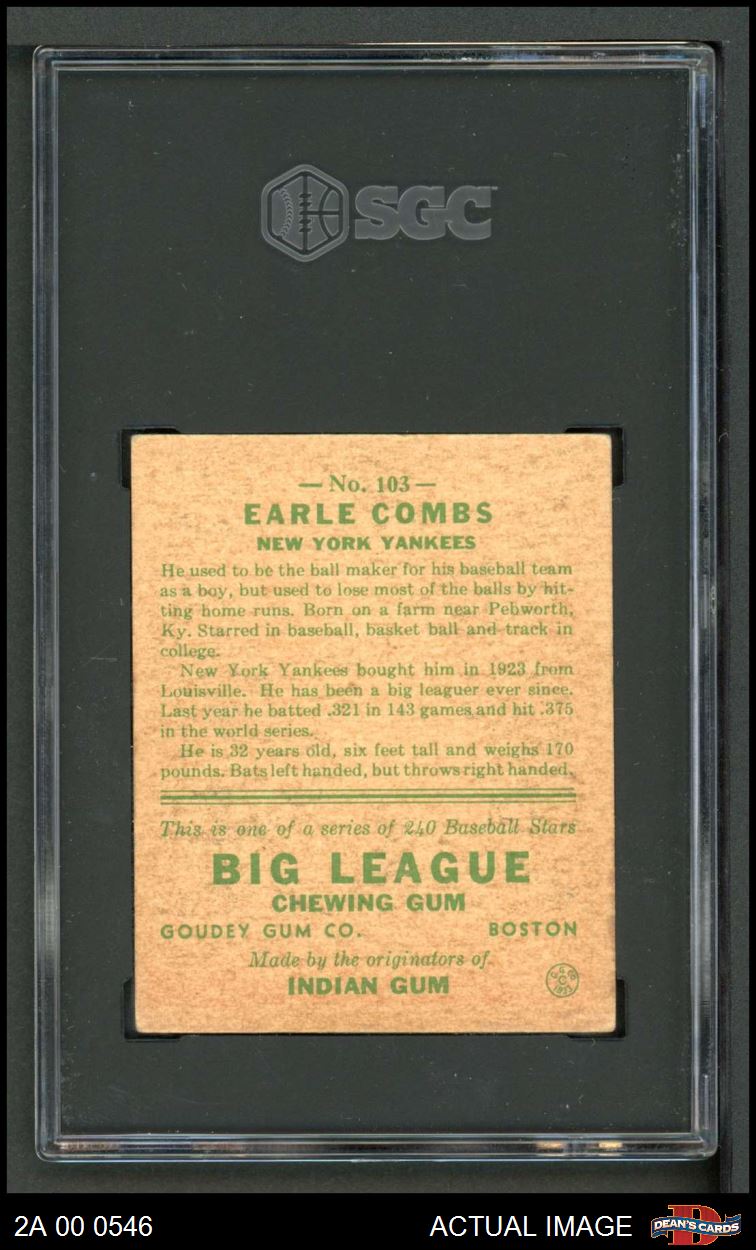 SGC
— No. 103 —
EARLE COMBS
NEW YORK YANKEES
He used to be the ball maker for his baseball team
as a boy, but used to lose most of the balls by hit-
ting home runs. Born on a farm near Pebworth,
Ky. Starred in baseball, basket ball and track in
college.
New York Yankees bought him in 1923 from
Louisville. He has been a big leaguer ever since.
Last year he batted .321 in 143 games and hit .375
in the world series.
He is 32 years old, six feet tall and weighs 170
pounds. Bats left handed, but throws right handed.
This is one of a series of 240 Baseball Stars
BIG LEAGUE
CHEWING GUM
GOUDEY GUM CO. BOSTON
Made by the originators of
INDIAN GUM
2A 00 0546 ACTUAL IMAGE DEAN'S CARDS